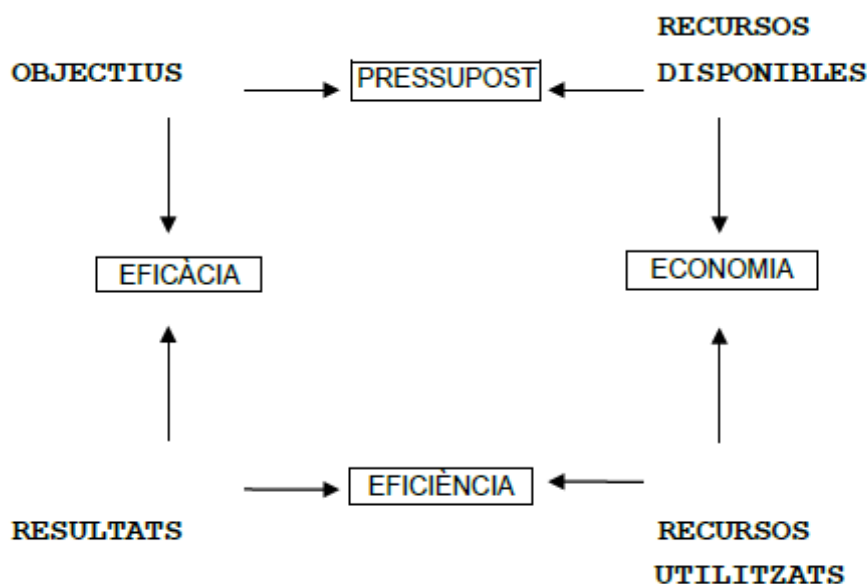 RECURSOS
OBJECTIUS
PRESSUPOST
DISPONIBLES
EFICÀCIA
ECONOMIA
EFICIÈNCIA
RESULTATS
RECURSOS
UTILITZATS